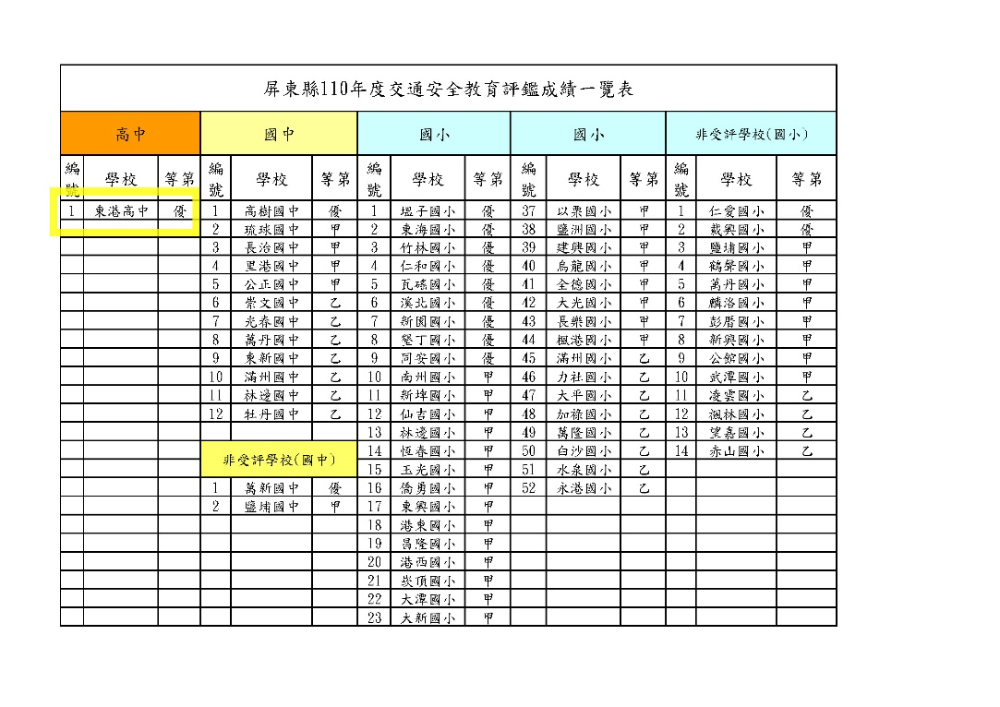 屏東縣110年度交通安全教育評鑑成績一覽表
高中 國中 國小 國小 非受評學校(國小)
編號 學校 等第 編號 學校 等第 編號 學校 等第 編號 學校 等第 編號 學校 等第
1 東港高中 優 1 高樹國中 優 1 塭子國小 優 37 以栗國小 甲 1 仁愛國小 優
2 琉球國中 甲 2 東海國小 優 38 鹽洲國小 甲 2 戴興國小 優
3 長治國中 甲 3 竹林國小 優 39 建興國小 甲 3 鹽埔國小 甲
4 里港國中 甲 4 仁和國小 優 40 烏龍國小 甲 4 鶴聲國小 甲
5 公正國中 甲 5 瓦磘國小 優 41 全德國小 甲 5 萬丹國小 甲
6 崇文國中 乙 6 溪北國小 優 42 大光國小 甲 6 麟洛國小 甲
7 光春國中 乙 7 新園國小 優 43 長樂國小 甲 7 彭厝國小 甲
8 萬丹國中 乙 8 墾丁國小 優 44 楓港國小 甲 8 新興國小 甲
9 東新國中 乙 9 同安國小 優 45 滿州國小 乙 9 公館國小 甲
10 滿州國中 乙 10 南州國小 甲 46 力社國小 乙 10 武潭國小 甲
11 林邊國中 乙 11 新埤國小 甲 47 太平國小 乙 11 凌雲國小 乙
12 牡丹國中 乙 12 仙吉國小 甲 48 加祿國小 乙 12 楓林國小 乙
13 林邊國小 甲 49 萬隆國小 乙 13 望嘉國小 乙
非受評學校(國中) 14 恆春國小 甲 50 白沙國小 乙 14 赤山國小 乙
15 玉光國小 甲 51 水泉國小 乙
1 萬新國中 優 16 僑勇國小 甲 52 永港國小 乙
2 鹽埔國中 甲 17 東興國小 甲
18 港東國小 甲
19 昌隆國小 甲
20 港西國小 甲
21 崁頂國小 甲
22 大潭國小 甲
23 大新國小 甲